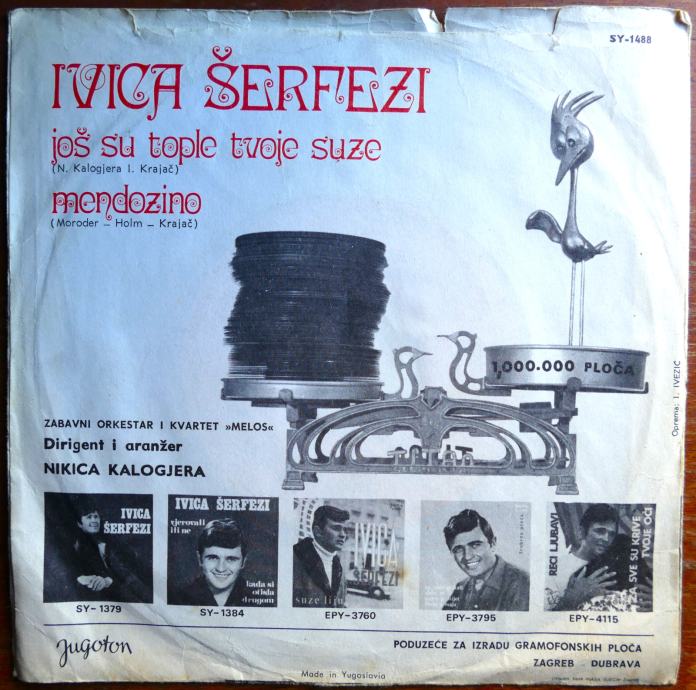 SY-1488
IVICA ŠERFEZI
još su tople tvoje suze
(N. Kalogjera I. Krajač)
mendozino
(Moroder – Holm – Krajač)
1,000.000 PLOČA
Oprema: I. IVEZIĆ
ZABAVNI ORKESTAR I KVARTET »MELOS«
Dirigent i aranžer
NIKICA KALOGJERA
IVICA
ŠERFEZI
IVICA ŠERFEZI
vjerovali
ili ne
kada si
otišla
drugom
IVICA
ŠERFEZI
suze liju
RECI LJUBAVI
ZA SVE SU KRIVE
TVOJE OČI
SY-1379
SY-1384
EPY-3760
EPY-3795
EPY-4115
Jugoton
PODUZEĆE ZA IZRADU GRAMOFONSKIH PLOČA
ZAGREB DUBRAVA
Made in Yugoslavia